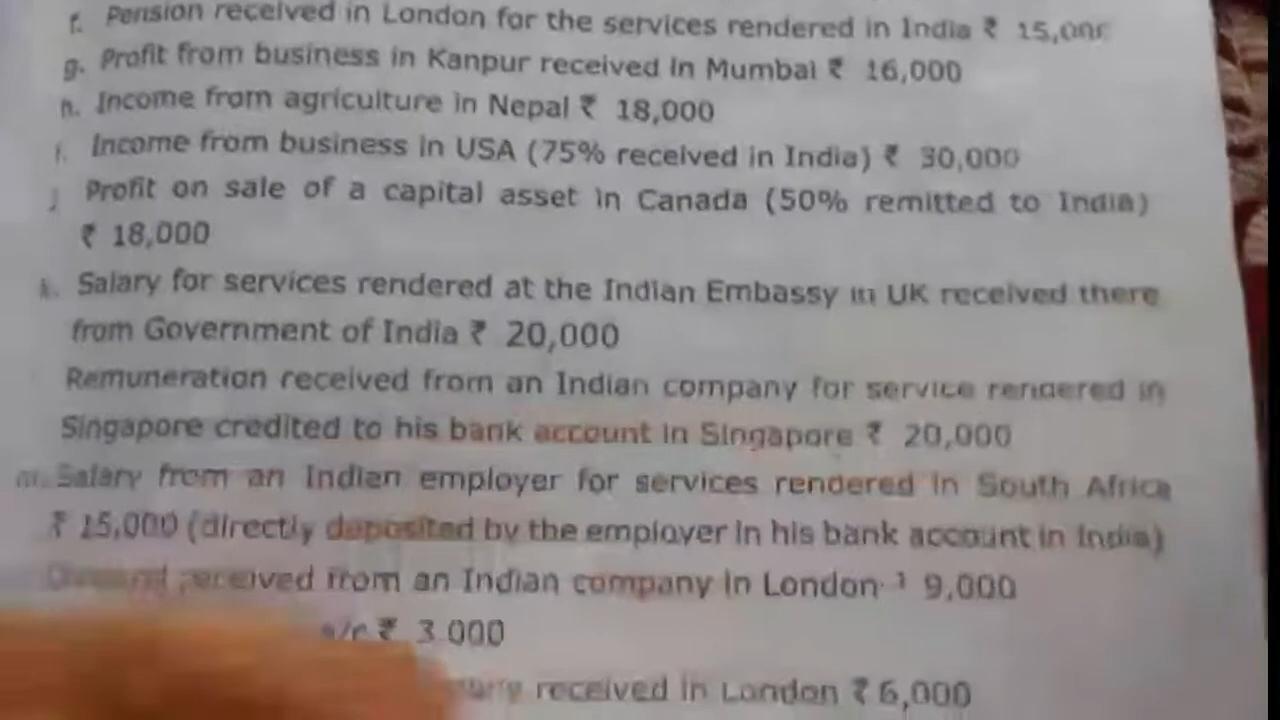 f. Pension received in London for the services rendered in India ₹ 15,000
g. Profit from business in Kanpur received in Mumbai ₹ 16,000
h. Income from agriculture in Nepal ₹ 18,000
i. Income from business in USA (75% received in India) ₹ 30,000
j Profit on sale of a capital asset in Canada (50% remitted to India)
₹ 18,000
k. Salary for services rendered at the Indian Embassy in UK received there
from Government of India ₹ 20,000
Remuneration received from an Indian company for service rendered in
Singapore credited to his bank account in Singapore ₹ 20,000
m. Salary from an Indian employer for services rendered in South Africa
₹ 15,000 (directly deposited by the employer in his bank account in India)
received from an Indian company in London ₹ 9,000
a/c ₹ 3.000
received in London ₹ 6,000